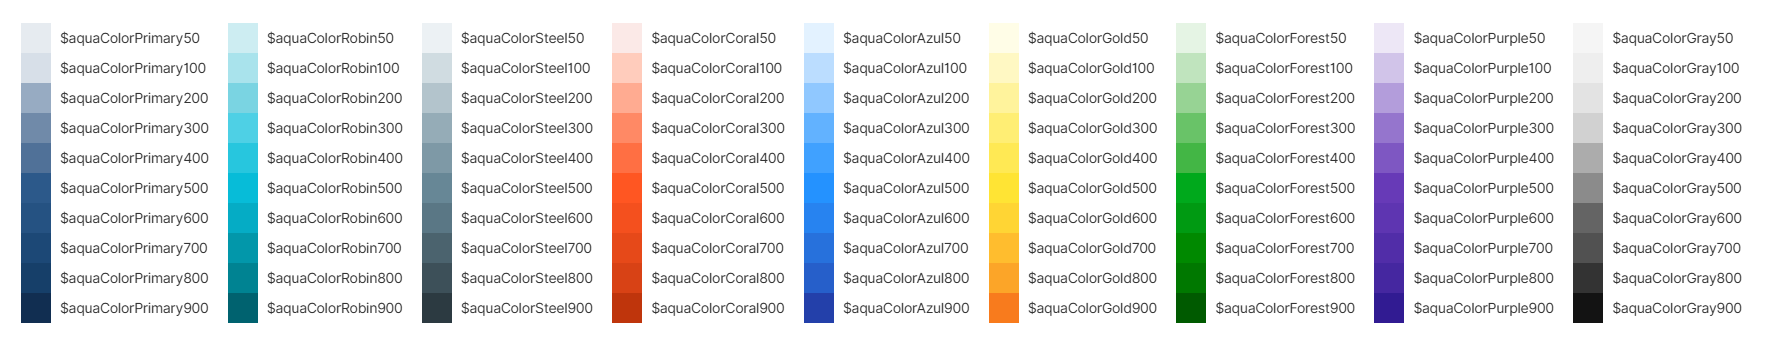 $aquaColorPrimary50 $aquaColorRobin50 $aquaColorSteel50 $aquaColorCoral50 $aquaColorAzul50 $aquaColorGold50 $aquaColorForest50 $aquaColorPurple50 $aquaColorGray50
$aquaColorPrimary100 $aquaColorRobin100 $aquaColorSteel100 $aquaColorCoral100 $aquaColorAzul100 $aquaColorGold100 $aquaColorForest100 $aquaColorPurple100 $aquaColorGray100
$aquaColorPrimary200 $aquaColorRobin200 $aquaColorSteel200 $aquaColorCoral200 $aquaColorAzul200 $aquaColorGold200 $aquaColorForest200 $aquaColorPurple200 $aquaColorGray200
$aquaColorPrimary300 $aquaColorRobin300 $aquaColorSteel300 $aquaColorCoral300 $aquaColorAzul300 $aquaColorGold300 $aquaColorForest300 $aquaColorPurple300 $aquaColorGray300
$aquaColorPrimary400 $aquaColorRobin400 $aquaColorSteel400 $aquaColorCoral400 $aquaColorAzul400 $aquaColorGold400 $aquaColorForest400 $aquaColorPurple400 $aquaColorGray400
$aquaColorPrimary500 $aquaColorRobin500 $aquaColorSteel500 $aquaColorCoral500 $aquaColorAzul500 $aquaColorGold500 $aquaColorForest500 $aquaColorPurple500 $aquaColorGray500
$aquaColorPrimary600 $aquaColorRobin600 $aquaColorSteel600 $aquaColorCoral600 $aquaColorAzul600 $aquaColorGold600 $aquaColorForest600 $aquaColorPurple600 $aquaColorGray600
$aquaColorPrimary700 $aquaColorRobin700 $aquaColorSteel700 $aquaColorCoral700 $aquaColorAzul700 $aquaColorGold700 $aquaColorForest700 $aquaColorPurple700 $aquaColorGray700
$aquaColorPrimary800 $aquaColorRobin800 $aquaColorSteel800 $aquaColorCoral800 $aquaColorAzul800 $aquaColorGold800 $aquaColorForest800 $aquaColorPurple800 $aquaColorGray800
$aquaColorPrimary900 $aquaColorRobin900 $aquaColorSteel900 $aquaColorCoral900 $aquaColorAzul900 $aquaColorGold900 $aquaColorForest900 $aquaColorPurple900 $aquaColorGray900